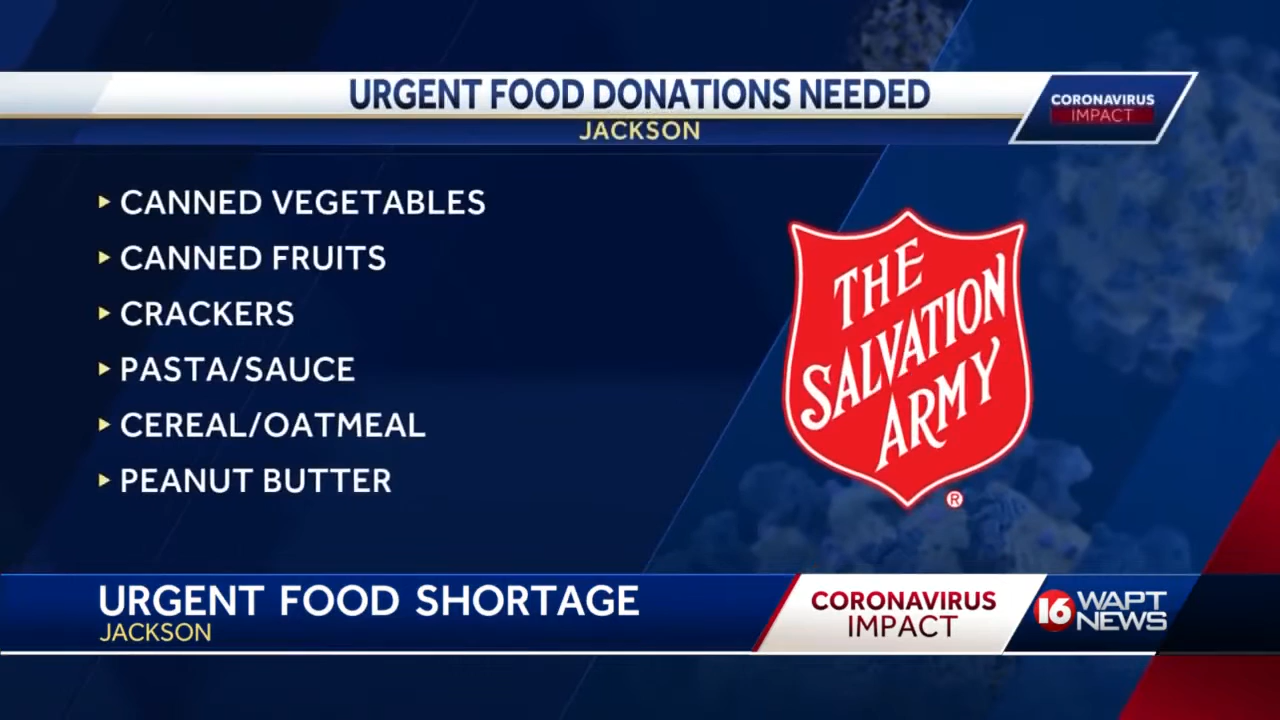 URGENT FOOD DONATIONS NEEDED
JACKSON
CORONAVIRUS
IMPACT
CANNED VEGETABLES
CANNED FRUITS
CRACKERS
PASTA/SAUCE
CEREAL/OATMEAL
PEANUT BUTTER
THE
SALVATION
ARMY
®
URGENT FOOD SHORTAGE
JACKSON
CORONAVIRUS
IMPACT
16 WAPT
NEWS